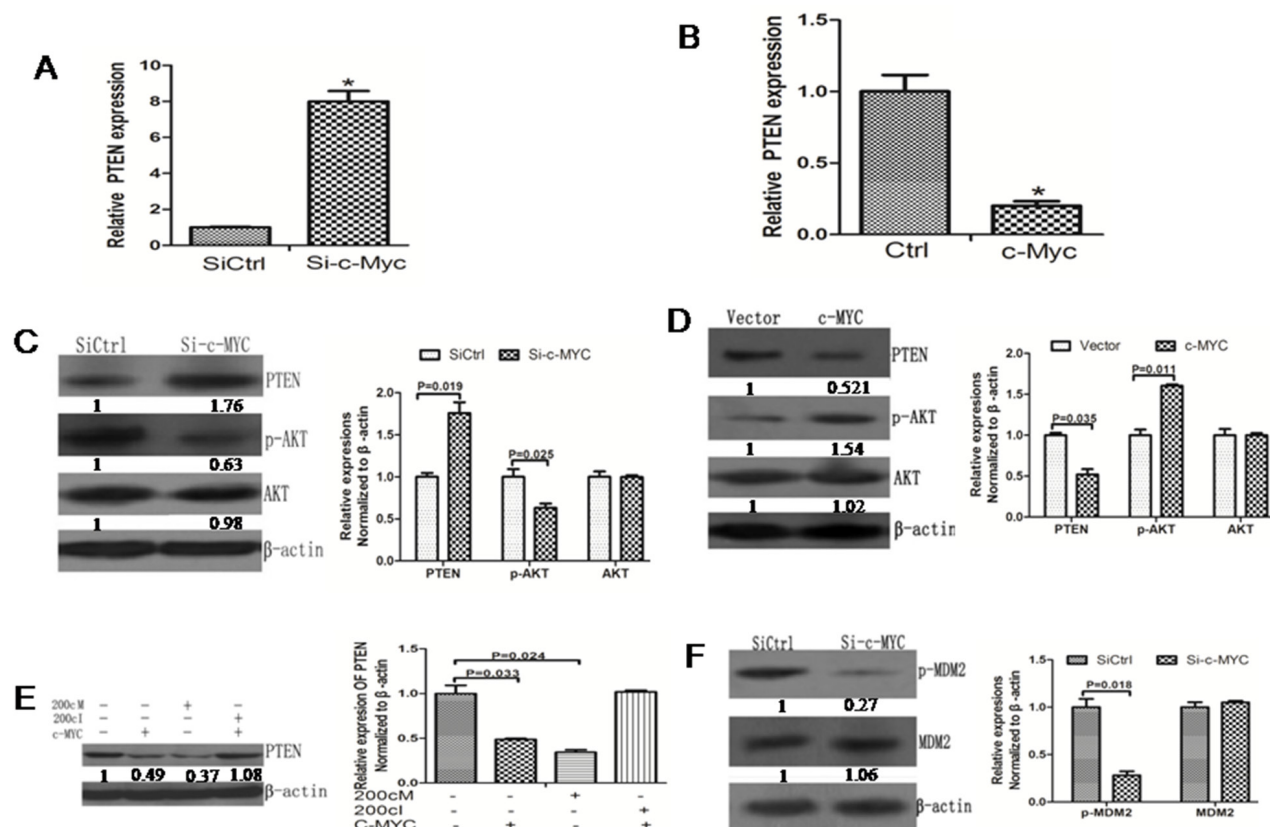 A
Relative PTEN expression
10
8
6
4
2
0
*
SiCtrl Si-c-Myc
B
Relative PTEN expression
1.5
1.0
0.5
0.0
*
Ctrl c-Myc
C
SiCtrl Si-c-MYC
PTEN
1 1.76
p-AKT
1 0.63
AKT
1 0.98
β-actin
SiCtrl Si-c-MYC
Relative expresions
Normalized to β -actin
2.0
1.5
1.0
0.5
0.0
P=0.019
P=0.025
PTEN p-AKT AKT
D
Vector c-MYC
PTEN
1 0.521
p-AKT
1 1.54
AKT
1 1.02
β-actin
Vector c-MYC
Relative expresions
Normalized to β -actin
2.0
1.5
1.0
0.5
0.0
P=0.035
P=0.011
PTEN p-AKT AKT
E
200cM - - + -
200cI - - - +
c-MYC - + - +
PTEN
1 0.49 0.37 1.08
β-actin
Relative expresion OF PTEN
Normalized to β -actin
1.5
1.0
0.5
0.0
P=0.024
P=0.033
200cM - - + -
200cI - - - +
C-MYC - + - +
F
SiCtrl Si-c-MYC
p-MDM2
1 0.27
MDM2
1 1.06
β-actin
SiCtrl Si-c-MYC
Relative expresions
Normalized to β -actin
1.5
1.0
0.5
0.0
P=0.018
p-MDM2 MDM2